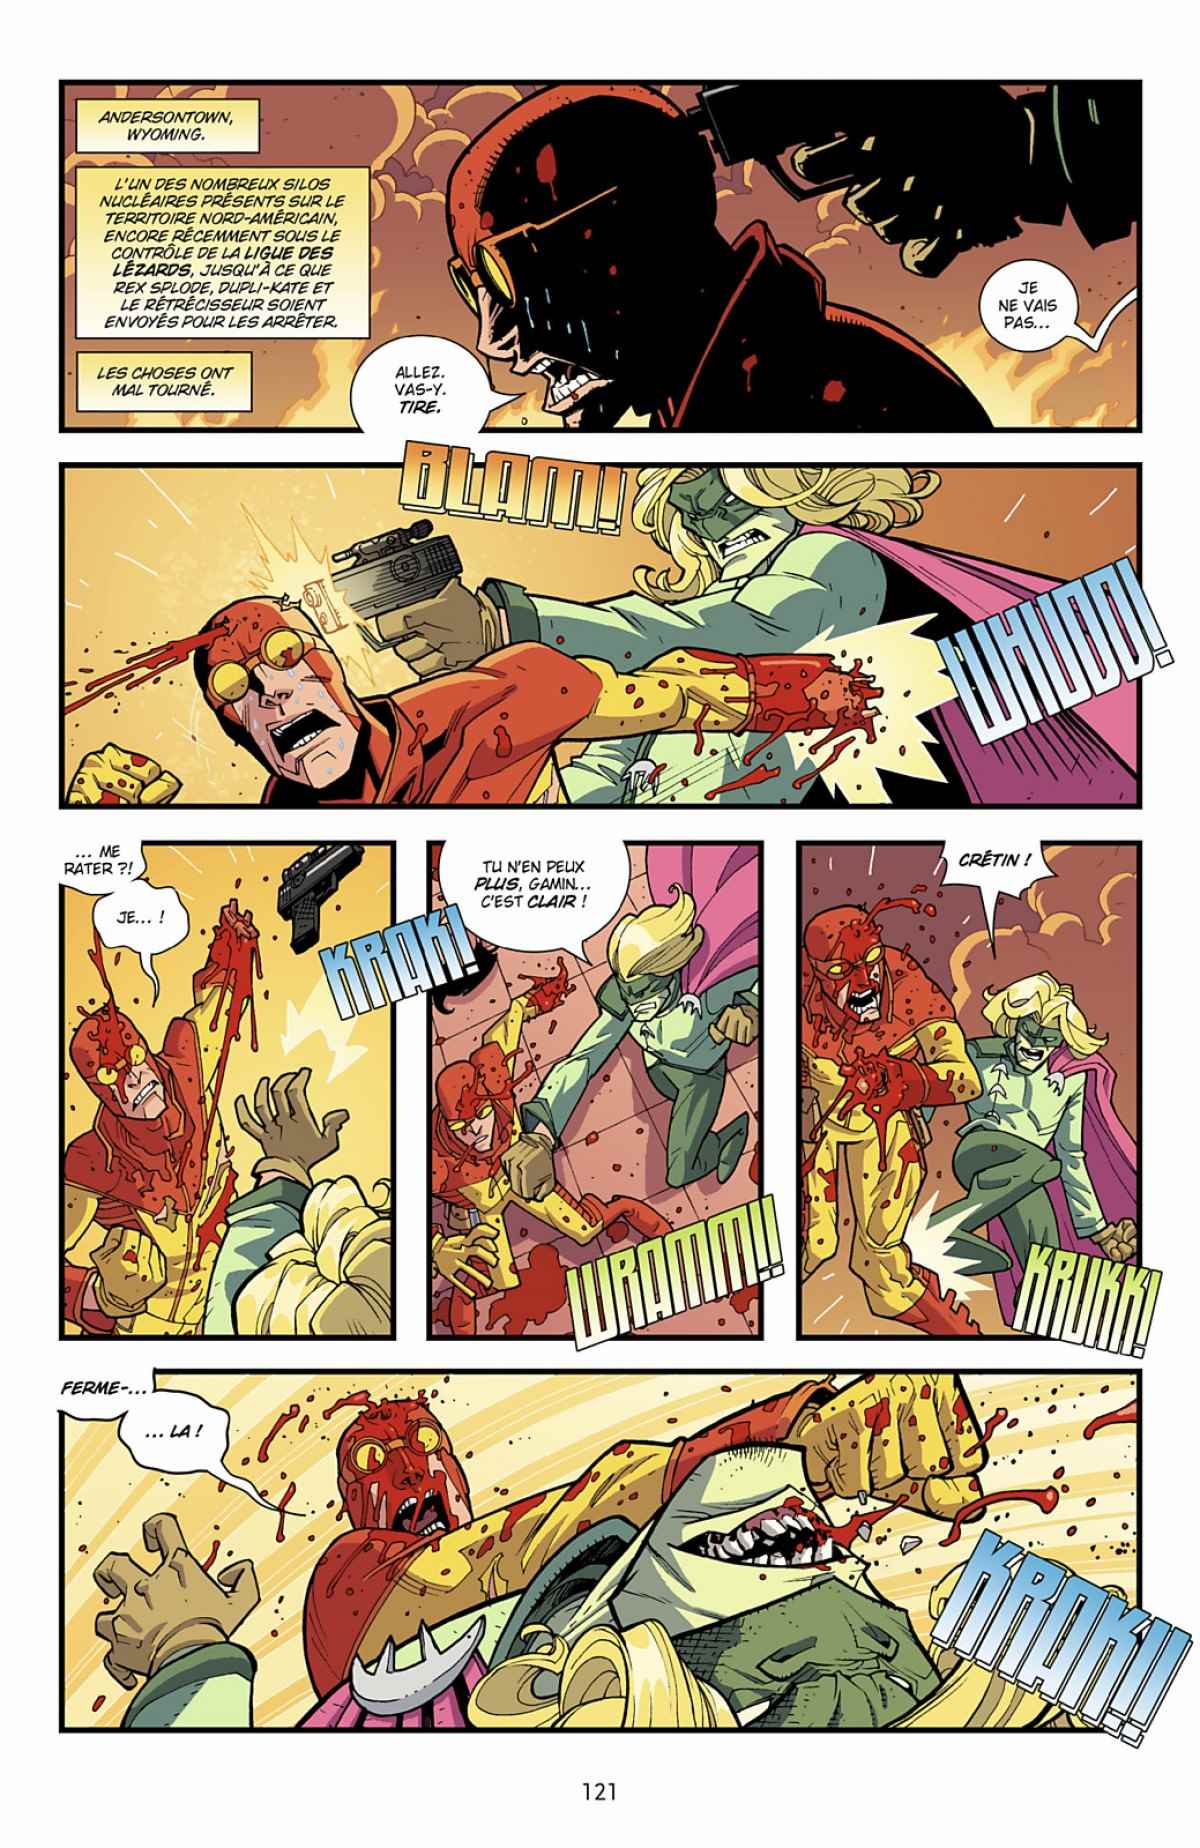 ANDERSONTOWN,
WYOMING.
L'UN DES NOMBREUX SILOS
NUCLÉAIRES PRÉSENTS SUR LE
TERRITOIRE NORD-AMÉRICAIN,
ENCORE RÉCEMMENT SOUS LE
CONTRÔLE DE LA LIGUE DES
LÉZARDS, JUSQU'À CE QUE
REX SPLODE, DUPLI-KATE ET
LE RÉTRÉCISSEUR SOIENT
ENVOYÉS POUR LES ARRÊTER.
LES CHOSES ONT
MAL TOURNÉ.
ALLEZ.
VAS-Y.
TIRE.
JE
NE VAIS
PAS...
BLAM!
WHUDD!
... ME
RATER ?!
JE... !
KROK!
TU N'EN PEUX
PLUS, GAMIN...
C'EST CLAIR !
WRAMM!!
CRÉTIN !
KRUKK!
FERME-...
... LA !
KROK!!
121